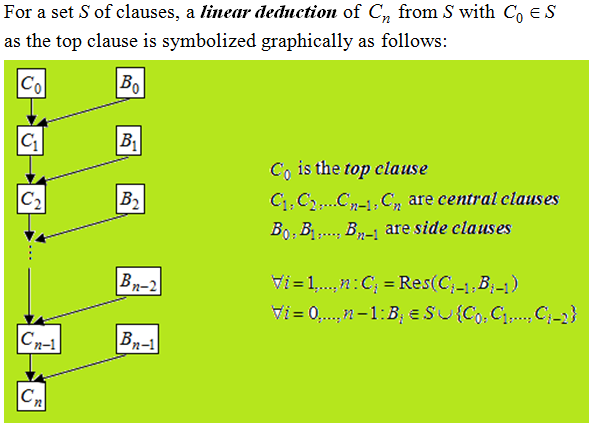 For a set S of clauses, a linear deduction of Cₙ from S with C₀ ∈ S
as the top clause is symbolized graphically as follows:
C₀ B₀
C₁ B₁
C₂ B₂
⋮
Bₙ₋₂
Cₙ₋₁ Bₙ₋₁
Cₙ
C₀ is the top clause
C₁, C₂,...Cₙ₋₁, Cₙ are central clauses
B₀, B₁,..., Bₙ₋₁ are side clauses
∀i = 1,...,n : Cᵢ = Res(Cᵢ₋₁, Bᵢ₋₁)
∀i = 0,...,n−1: Bᵢ ∈ S ∪ {C₀, C₁,..., Cᵢ₋₂}